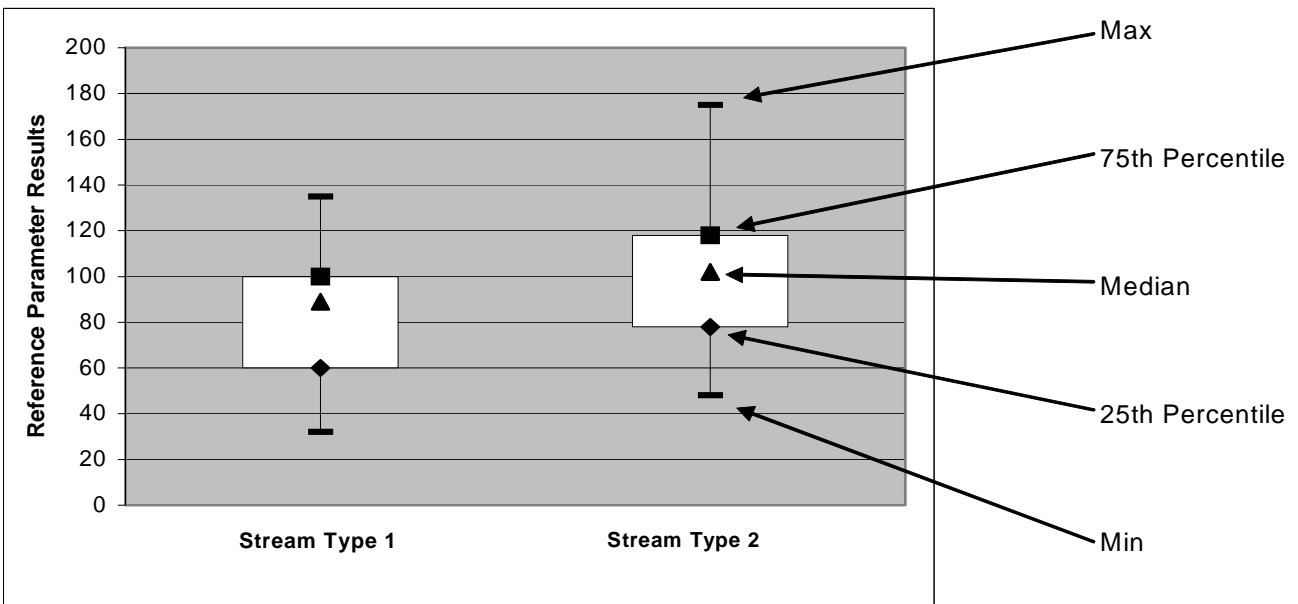 Max
200
180
160
75th Percentile
140
120
100
Median
80
60
25th Percentile
40
20
0
Min
Reference Parameter Results
Stream Type 1
Stream Type 2